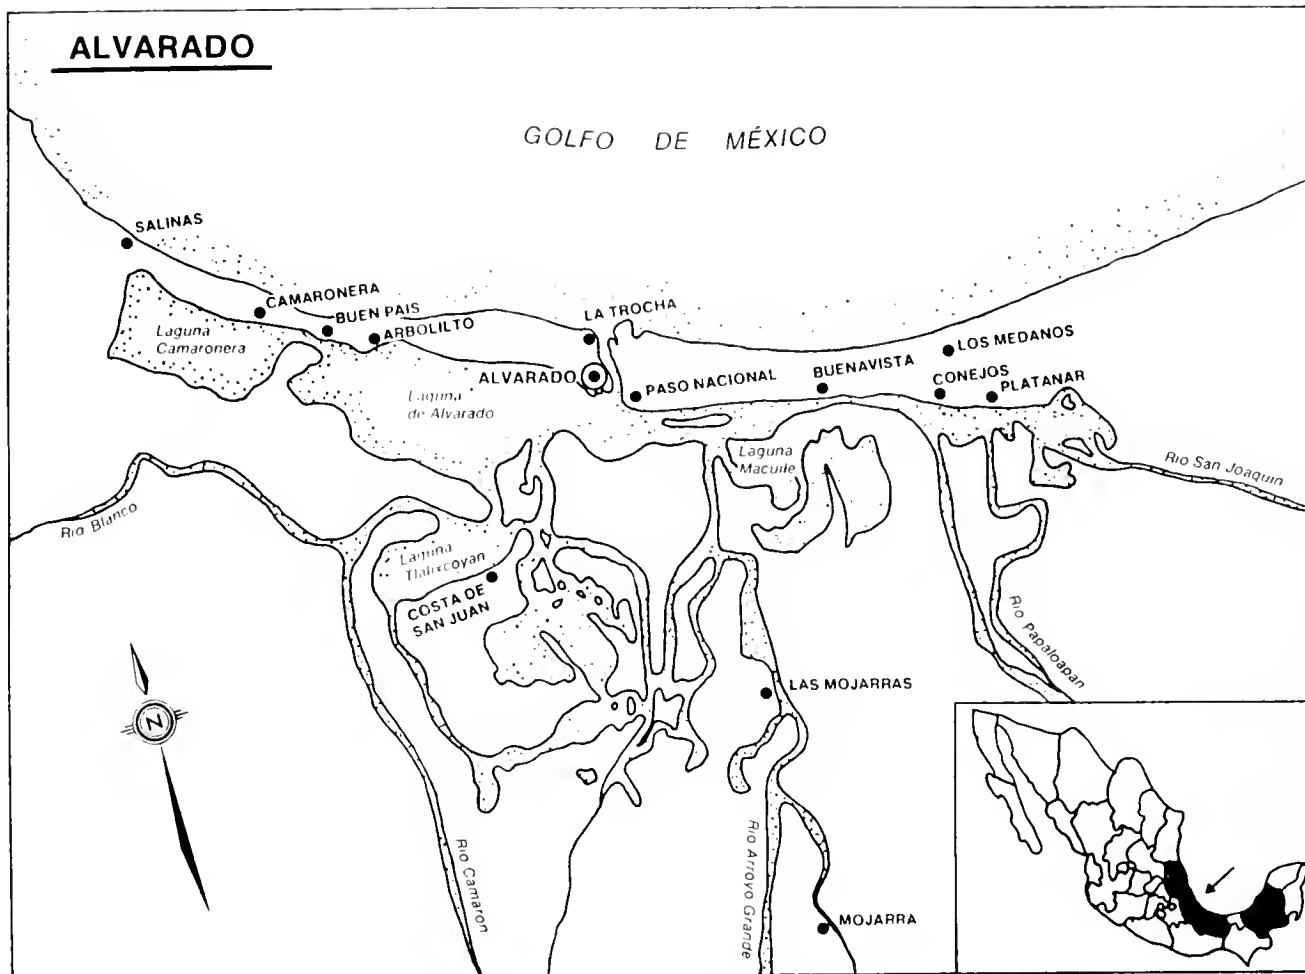 ALVARADO
GOLFO DE MÉXICO
SALINAS
CAMARONERA
BUEN PAIS
ARBOLILTO
LA TROCHA
Laguna
Camaronera
LOS MEDANOS
BUENAVISTA
CONEJOS
PLATANAR
ALVARADO
PASO NACIONAL
Laguna
de Alvarado
Laguna
Macuile
Rio San Joaquin
Rio Blanco
Laguna
Tlalixcoyan
COSTA DE
SAN JUAN
Rio Papaloapan
LAS MOJARRAS
N
Rio Camarón
Rio Arroyo Grande
MOJARRA